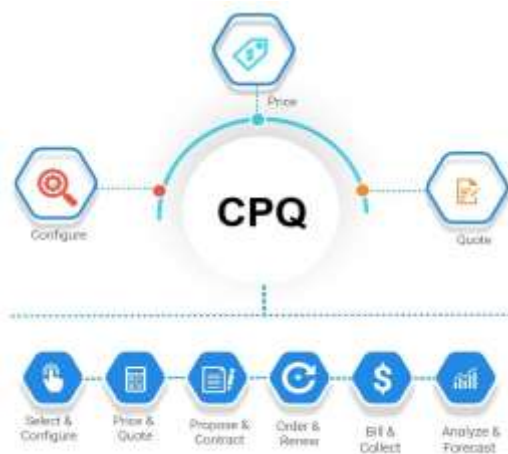 Price
Configure
CPQ
Quote
Select &
Configure
Price &
Quote
Propose &
Contract
Order &
Renew
Bill &
Collect
Analyze &
Forecast